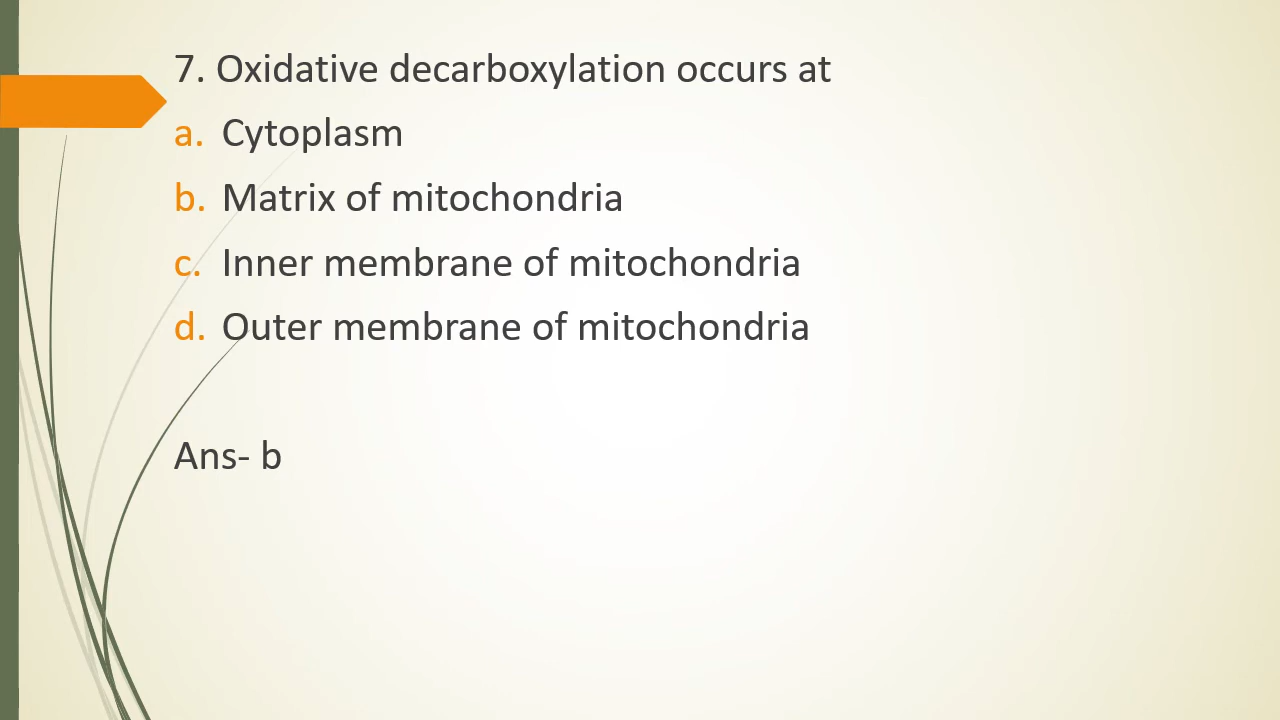 7. Oxidative decarboxylation occurs at
a. Cytoplasm
b. Matrix of mitochondria
c. Inner membrane of mitochondria
d. Outer membrane of mitochondria
Ans- b